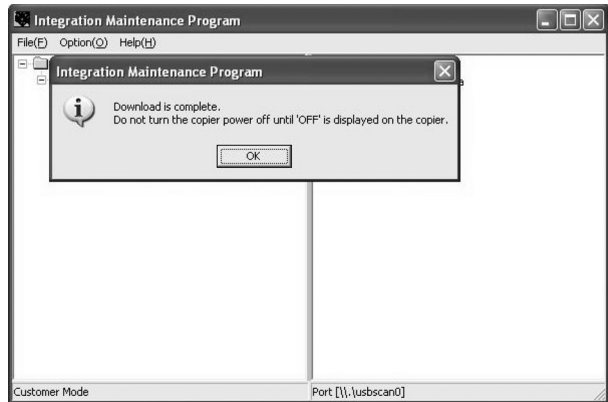 Integration Maintenance Program
File(F) Option(O) Help(H)
Integration Maintenance Program
Download is complete.
Do not turn the copier power off until 'OFF' is displayed on the copier.
OK
Customer Mode
Port [\\.\usbscan0]